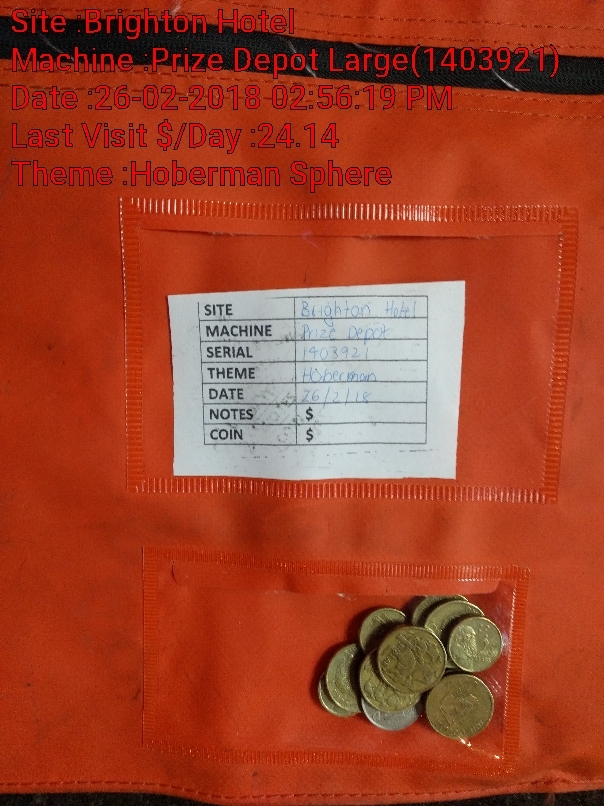 Site :Brighton Hotel
Machine :Prize Depot Large(1403921)
Date :26-02-2018 02:56:19 PM
Last Visit $/Day :24.14
Theme :Hoberman Sphere
SITE Brighton Hotel
MACHINE Prize Depot
SERIAL 1403921
THEME Hoberman
DATE 26/2/18
NOTES $
COIN $